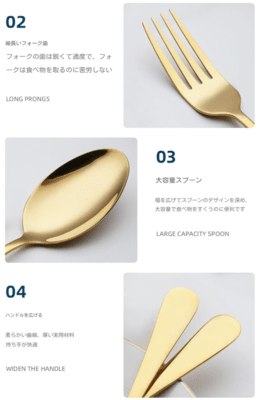 02
細長いフォーク歯
フォークの歯は鋭くて適度で、フォ
ークは食べ物を取るのに苦労しない
LONG PRONGS
03
大容量スプーン
幅を広げてスプーンのデザインを深め、
大容量で食べ物をすくうのに便利です
LARGE CAPACITY SPOON
04
ハンドルを広げる
柔らかい曲線、厚い実用材料
持ち手が快適
WIDEN THE HANDLE